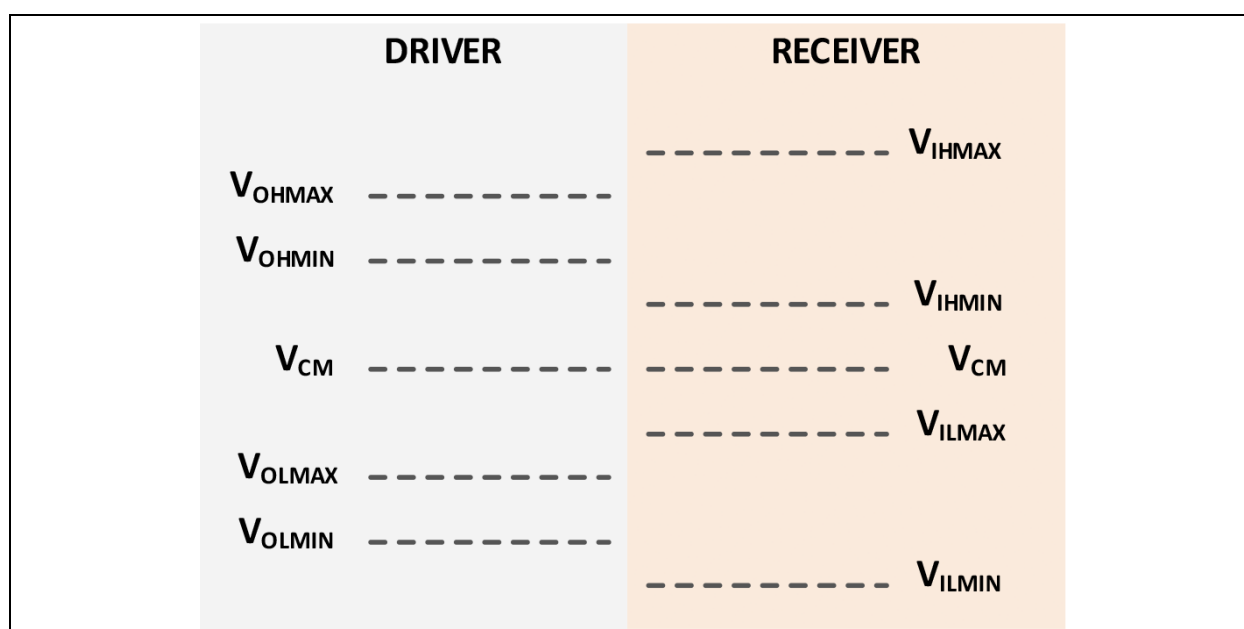 DRIVER
RECEIVER
VIHMAX
VOHMAX
VOHMIN
VIHMIN
VCM
VCM
VILMAX
VOLMAX
VOLMIN
VILMIN